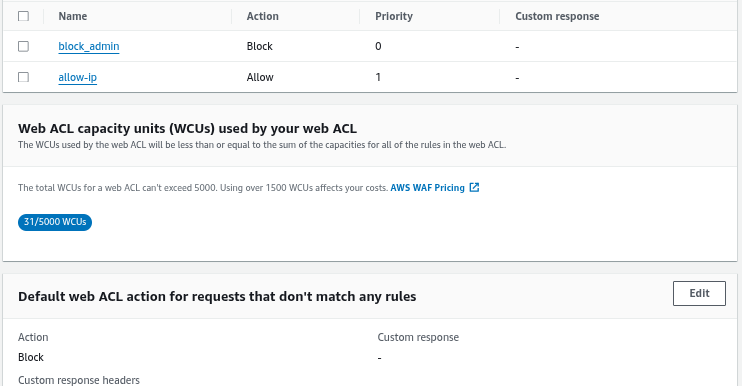 Name Action Priority Custom response
block_admin Block 0 -
allow-ip Allow 1 -
Web ACL capacity units (WCUs) used by your web ACL
The WCUs used by the web ACL will be less than or equal to the sum of the capacities for all of the rules in the web ACL.
The total WCUs for a web ACL can't exceed 5000. Using over 1500 WCUs affects your costs. AWS WAF Pricing
31/5000 WCUs
Default web ACL action for requests that don't match any rules Edit
Action Custom response
Block -
Custom response headers